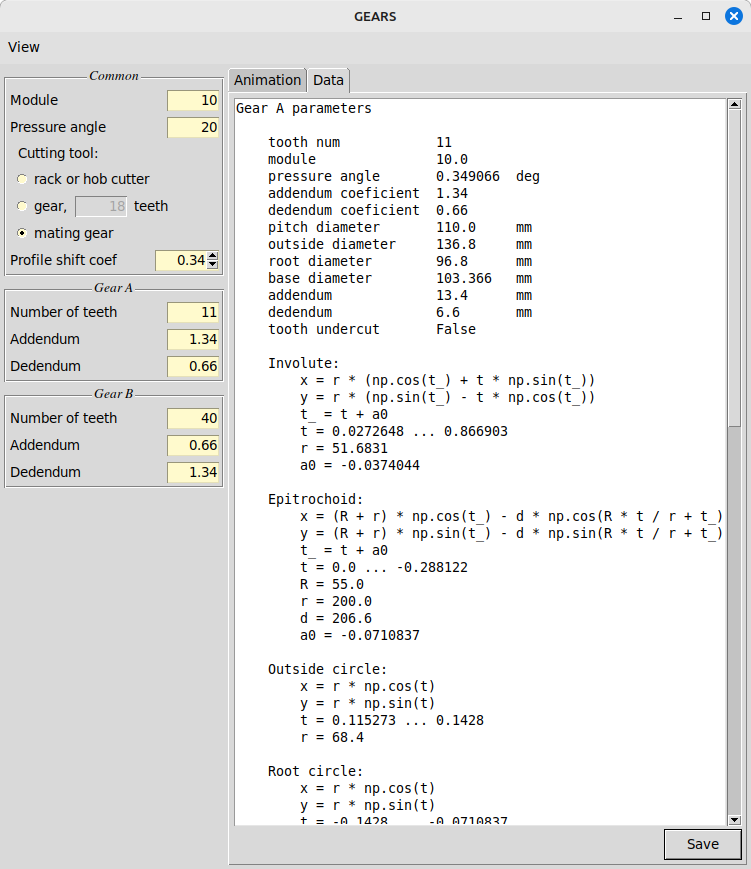 GEARS
View
Common
Module 10
Pressure angle 20
Cutting tool:
rack or hob cutter
gear, 18 teeth
mating gear
Profile shift coef 0.34
Gear A
Number of teeth 11
Addendum 1.34
Dedendum 0.66
Gear B
Number of teeth 40
Addendum 0.66
Dedendum 1.34
Animation Data
Gear A parameters
tooth num 11
module 10.0
pressure angle 0.349066 deg
addendum coeficient 1.34
dedendum coeficient 0.66
pitch diameter 110.0 mm
outside diameter 136.8 mm
root diameter 96.8 mm
base diameter 103.366 mm
addendum 13.4 mm
dedendum 6.6 mm
tooth undercut False
Involute:
x = r * (np.cos(t_) + t * np.sin(t_))
y = r * (np.sin(t_) - t * np.cos(t_))
t_ = t + a0
t = 0.0272648 ... 0.866903
r = 51.6831
a0 = -0.0374044
Epitrochoid:
x = (R + r) * np.cos(t_) - d * np.cos(R * t / r + t_)
y = (R + r) * np.sin(t_) - d * np.sin(R * t / r + t_)
t_ = t + a0
t = 0.0 ... -0.288122
R = 55.0
r = 200.0
d = 206.6
a0 = -0.0710837
Outside circle:
x = r * np.cos(t)
y = r * np.sin(t)
t = 0.115273 ... 0.1428
r = 68.4
Root circle:
x = r * np.cos(t)
y = r * np.sin(t)
t = -0.1428 ... -0.0710837
Save